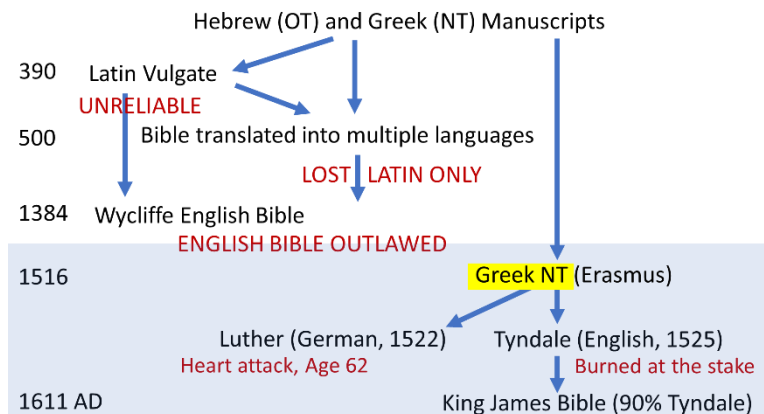 Hebrew (OT) and Greek (NT) Manuscripts
390 Latin Vulgate
UNRELIABLE
500 Bible translated into multiple languages
LOST LATIN ONLY
1384 Wycliffe English Bible
ENGLISH BIBLE OUTLAWED
1516 Greek NT (Erasmus)
Luther (German, 1522) Tyndale (English, 1525)
Heart attack, Age 62 Burned at the stake
1611 AD King James Bible (90% Tyndale)